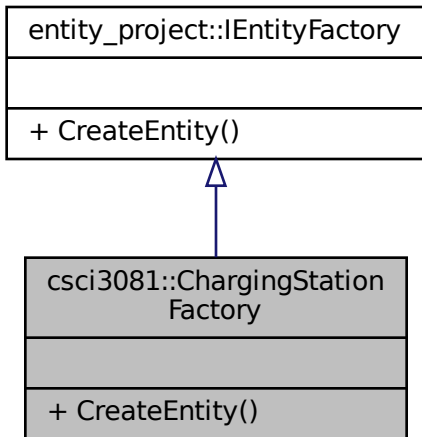 entity_project::IEntityFactory
+ CreateEntity()
csci3081::ChargingStation
Factory
+ CreateEntity()